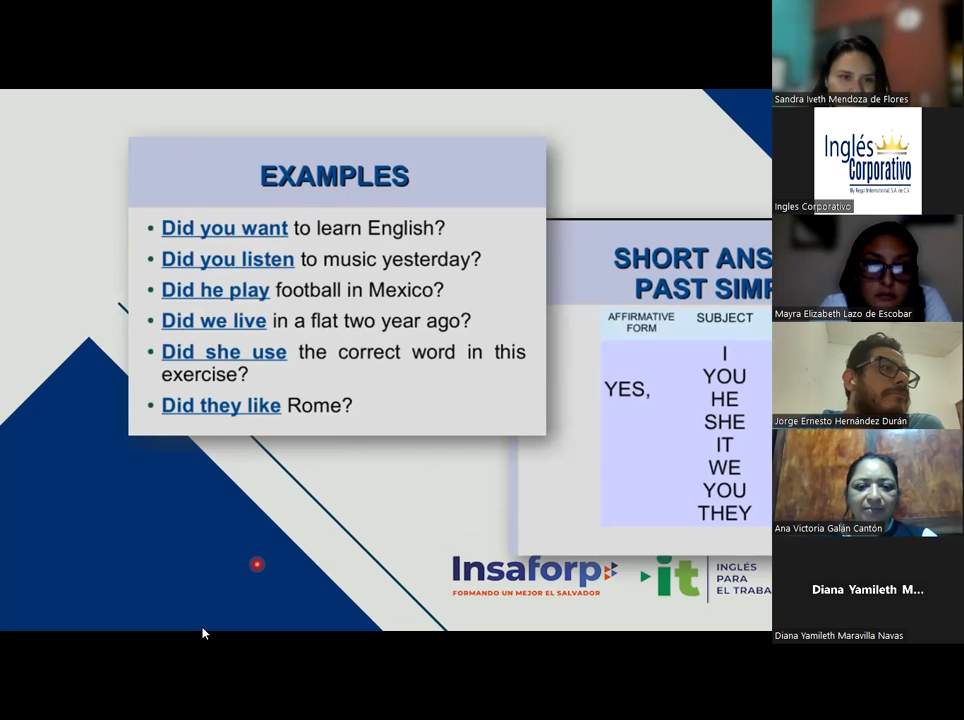 EXAMPLES
• Did you want to learn English?
• Did you listen to music yesterday?
• Did he play football in Mexico?
• Did we live in a flat two year ago?
• Did she use the correct word in this
exercise?
• Did they like Rome?
SHORT ANS
PAST SIMP
AFFIRMATIVE
FORM
SUBJECT
YES,
I
YOU
HE
SHE
IT
WE
YOU
THEY
Insaforp
FORMANDO UN MEJOR EL SALVADOR
it
INGLÉS
PARA
EL TRABA
Sandra Iveth Mendoza de Flores
Inglés
Corporativo
By Regal International, S.A. de C.V.
Ingles Corporativo
Mayra Elizabeth Lazo de Escobar
Jorge Ernesto Hernández Durán
Ana Victoria Galán Cantón
Diana Yamileth M...
Diana Yamileth Maravilla Navas